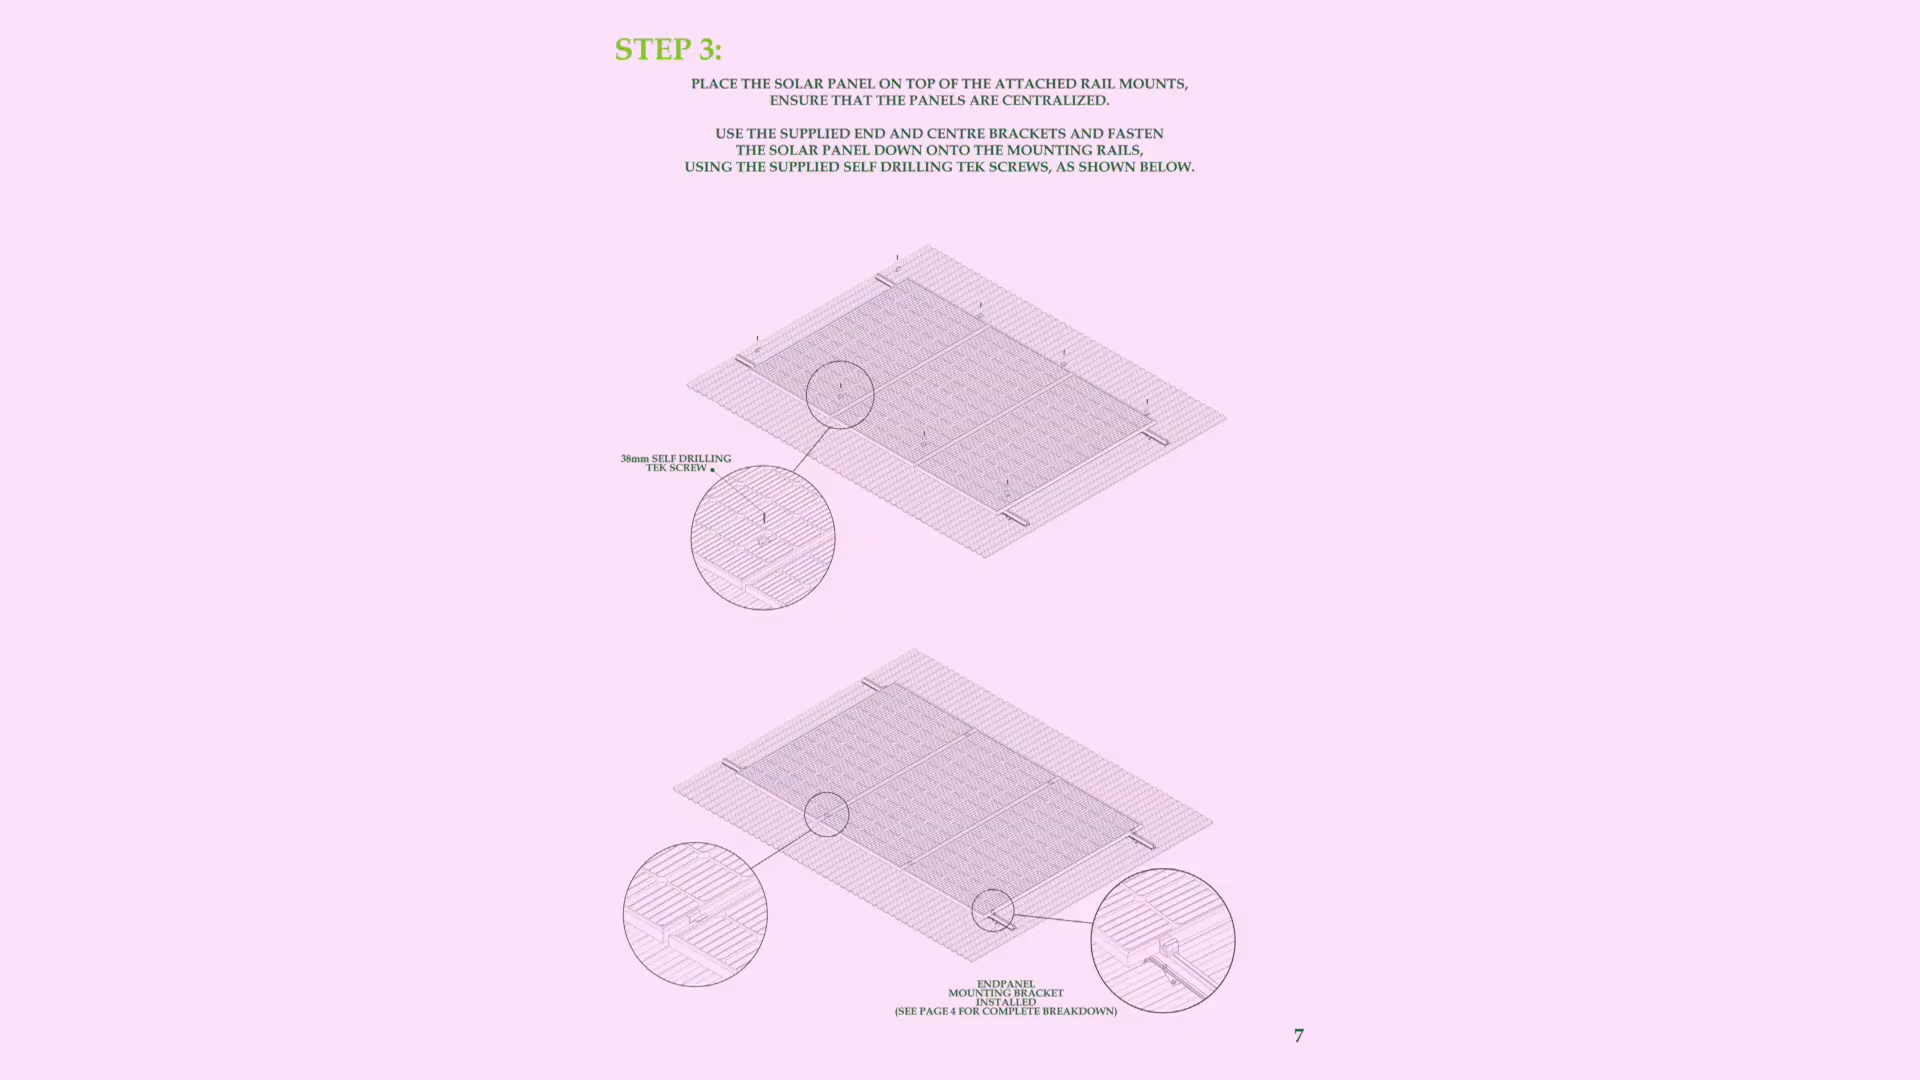 STEP 3:
PLACE THE SOLAR PANEL ON TOP OF THE ATTACHED RAIL MOUNTS,
ENSURE THAT THE PANELS ARE CENTRALIZED.
USE THE SUPPLIED END AND CENTRE BRACKETS AND FASTEN
THE SOLAR PANEL DOWN ONTO THE MOUNTING RAILS,
USING THE SUPPLIED SELF DRILLING TEK SCREWS, AS SHOWN BELOW.
38mm SELF DRILLING
TEK SCREW
ENDPANEL
MOUNTING BRACKET
INSTALLED
(SEE PAGE 4 FOR COMPLETE BREAKDOWN)
7